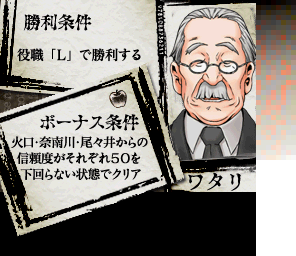 勝利条件
役職「L」で勝利する
ボーナス条件
火口・奈南川・尾々井からの
信頼度がそれぞれ50を
下回らない状態でクリア
ワタリ